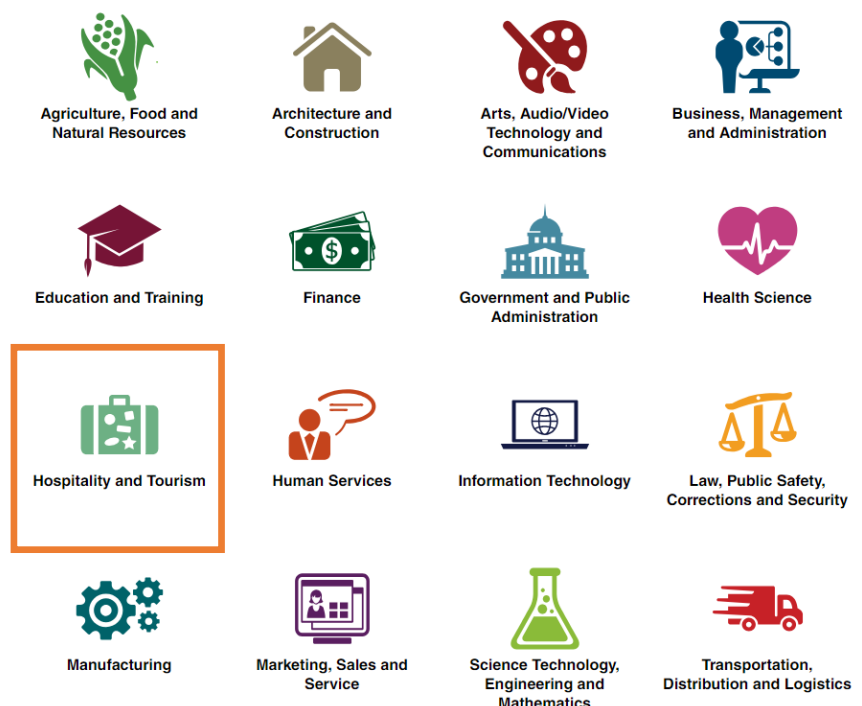 Agriculture, Food and
Natural Resources
Architecture and
Construction
Arts, Audio/Video
Technology and
Communications
Business, Management
and Administration
Education and Training
$
Finance
Government and Public
Administration
Health Science
Hospitality and Tourism
Human Services
Information Technology
Law, Public Safety,
Corrections and Security
Manufacturing
Marketing, Sales and
Service
Science Technology,
Engineering and
Mathematics
Transportation,
Distribution and Logistics